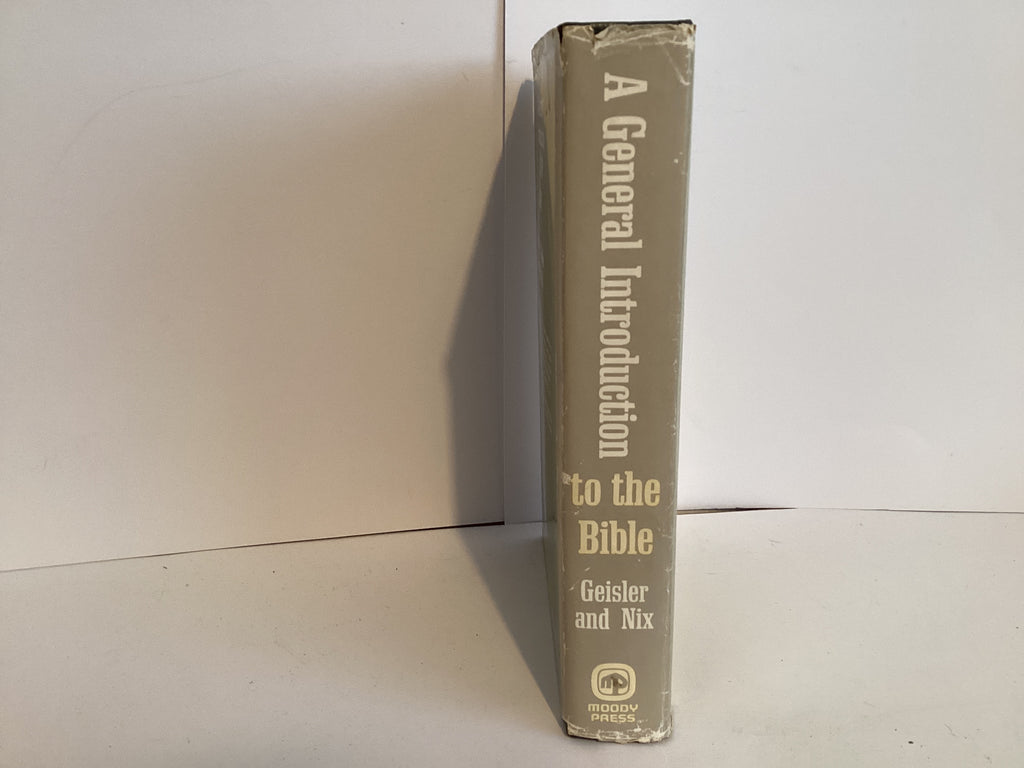 A General Introduction
to the
Bible
Geisler
and Nix
MOODY
PRESS